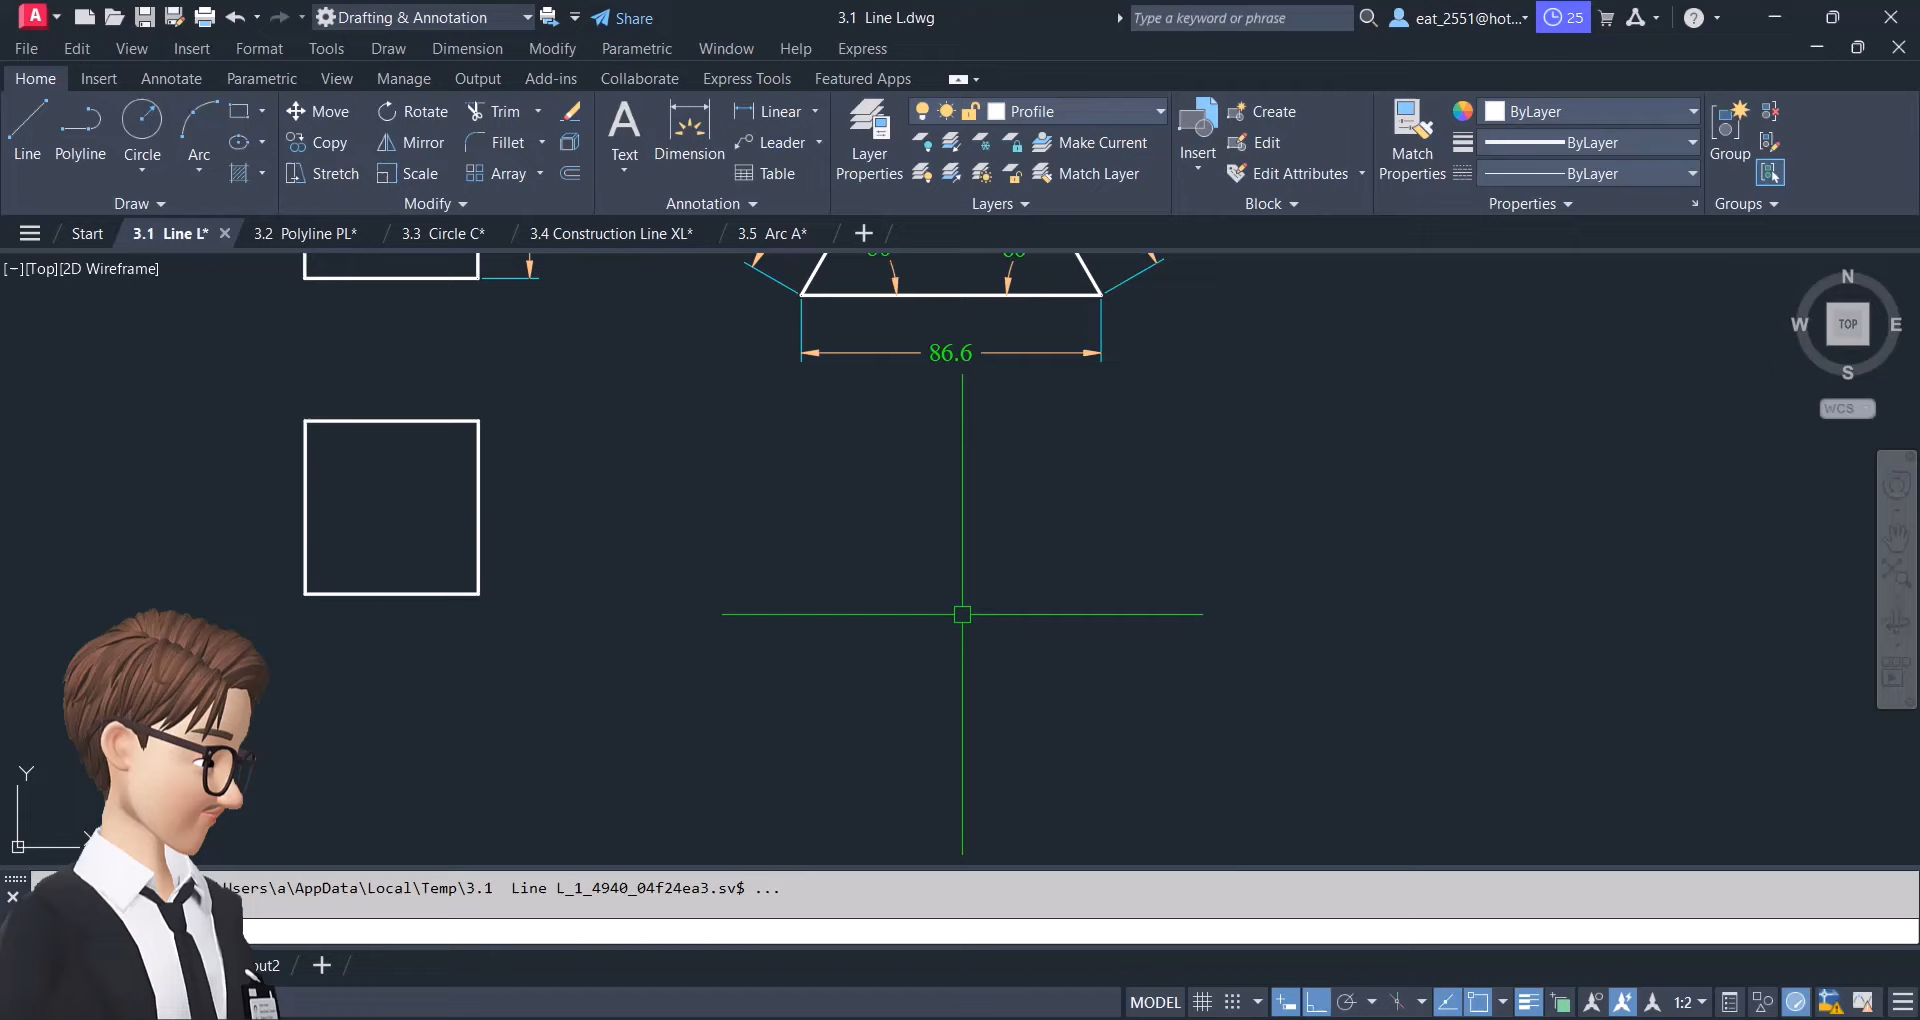 A
Drafting & Annotation
Share
3.1 Line L.dwg
Type a keyword or phrase
eat_2551@hot...
25
File Edit View Insert Format Tools Draw Dimension Modify Parametric Window Help Express
Home Insert Annotate Parametric View Manage Output Add-ins Collaborate Express Tools Featured Apps
Line Polyline Circle Arc
Move Rotate Trim
Copy Mirror Fillet
Stretch Scale Array
Text Dimension
Linear
Leader
Table
Layer Properties
Profile
Make Current
Match Layer
Insert
Create
Edit
Edit Attributes
Match Properties
ByLayer
ByLayer
ByLayer
Group
Draw Modify Annotation Layers Block Properties Groups
Start 3.1 Line L* 3.2 Polyline PL* 3.3 Circle C* 3.4 Construction Line XL* 3.5 Arc A*
[−][Top][2D Wireframe]
86.6
N
W TOP E
S
WCS
Y
Users\a\AppData\Local\Temp\3.1 Line L_1_4940_04f24ea3.sv$ ...
out2
MODEL
1:2